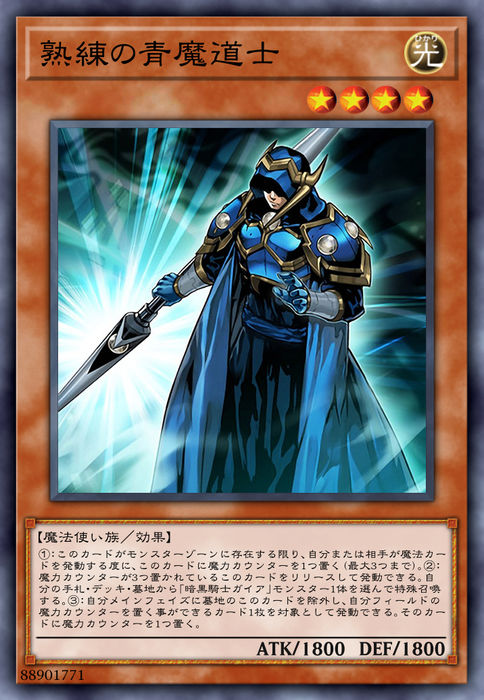 熟練の青魔道士
ひかり
光
【魔法使い族／効果】
①：このカードがモンスターゾーンに存在する限り、自分または相手が魔法カー
ドを発動する度に、このカードに魔力カウンターを1つ置く（最大3つまで）。②：
魔力カウンターが3つ置かれているこのカードをリリースして発動できる。自
分の手札・デッキ・墓地から「暗黒騎士ガイア」モンスター1体を選んで特殊召喚
する。③：自分メインフェイズに墓地のこのカードを除外し、自分フィールドの
魔力カウンターを置く事ができるカード1枚を対象として発動できる。そのカー
ドに魔力カウンターを1つ置く。
ATK/1800 DEF/1800
88901771